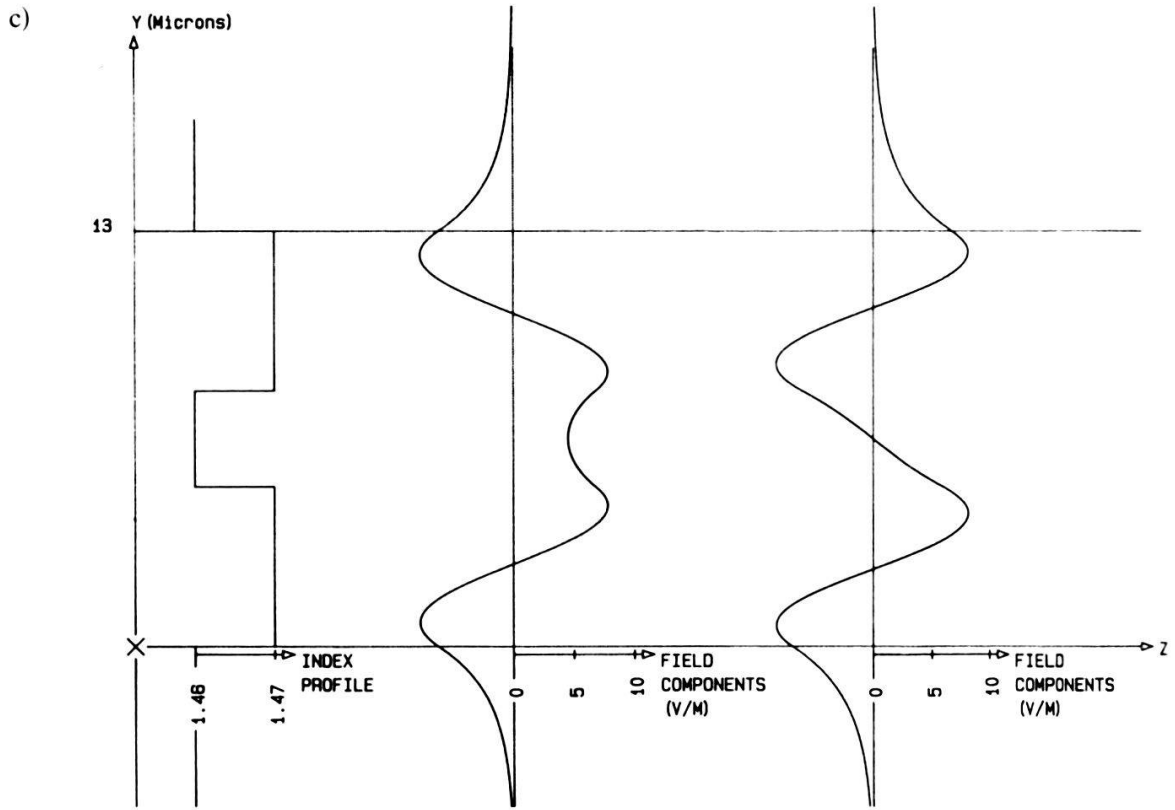 c)
Y (Microns)
13
Z
INDEX
PROFILE
1.46
1.47
FIELD
COMPONENTS
(V/M)
0
5
10
FIELD
COMPONENTS
(V/M)
0
5
10